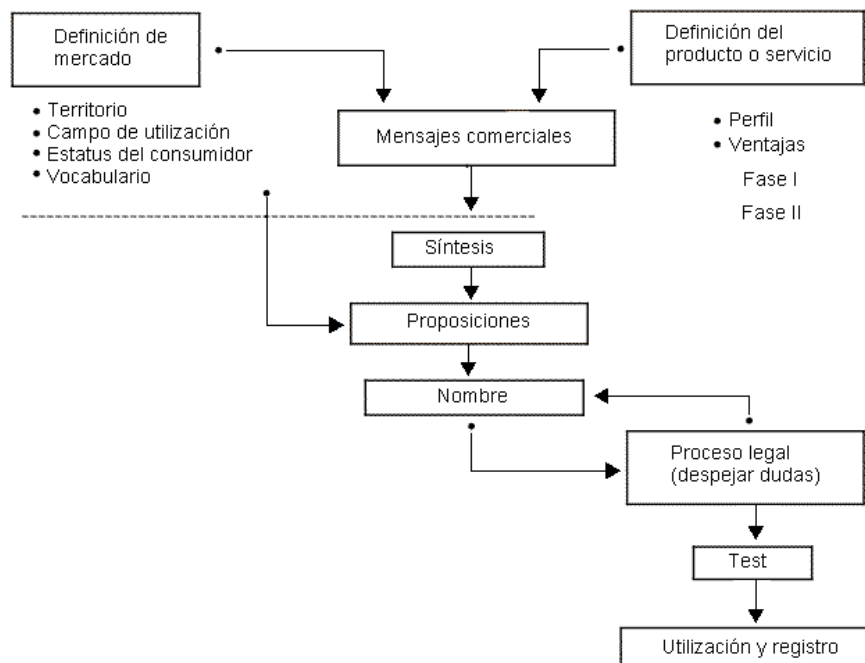 Definición de
mercado
Definición del
producto o servicio
• Territorio
• Campo de utilización
• Estatus del consumidor
• Vocabulario
Mensajes comerciales
• Perfil
• Ventajas
Fase I
Fase II
Síntesis
Proposiciones
Nombre
Proceso legal
(despejar dudas)
Test
Utilización y registro